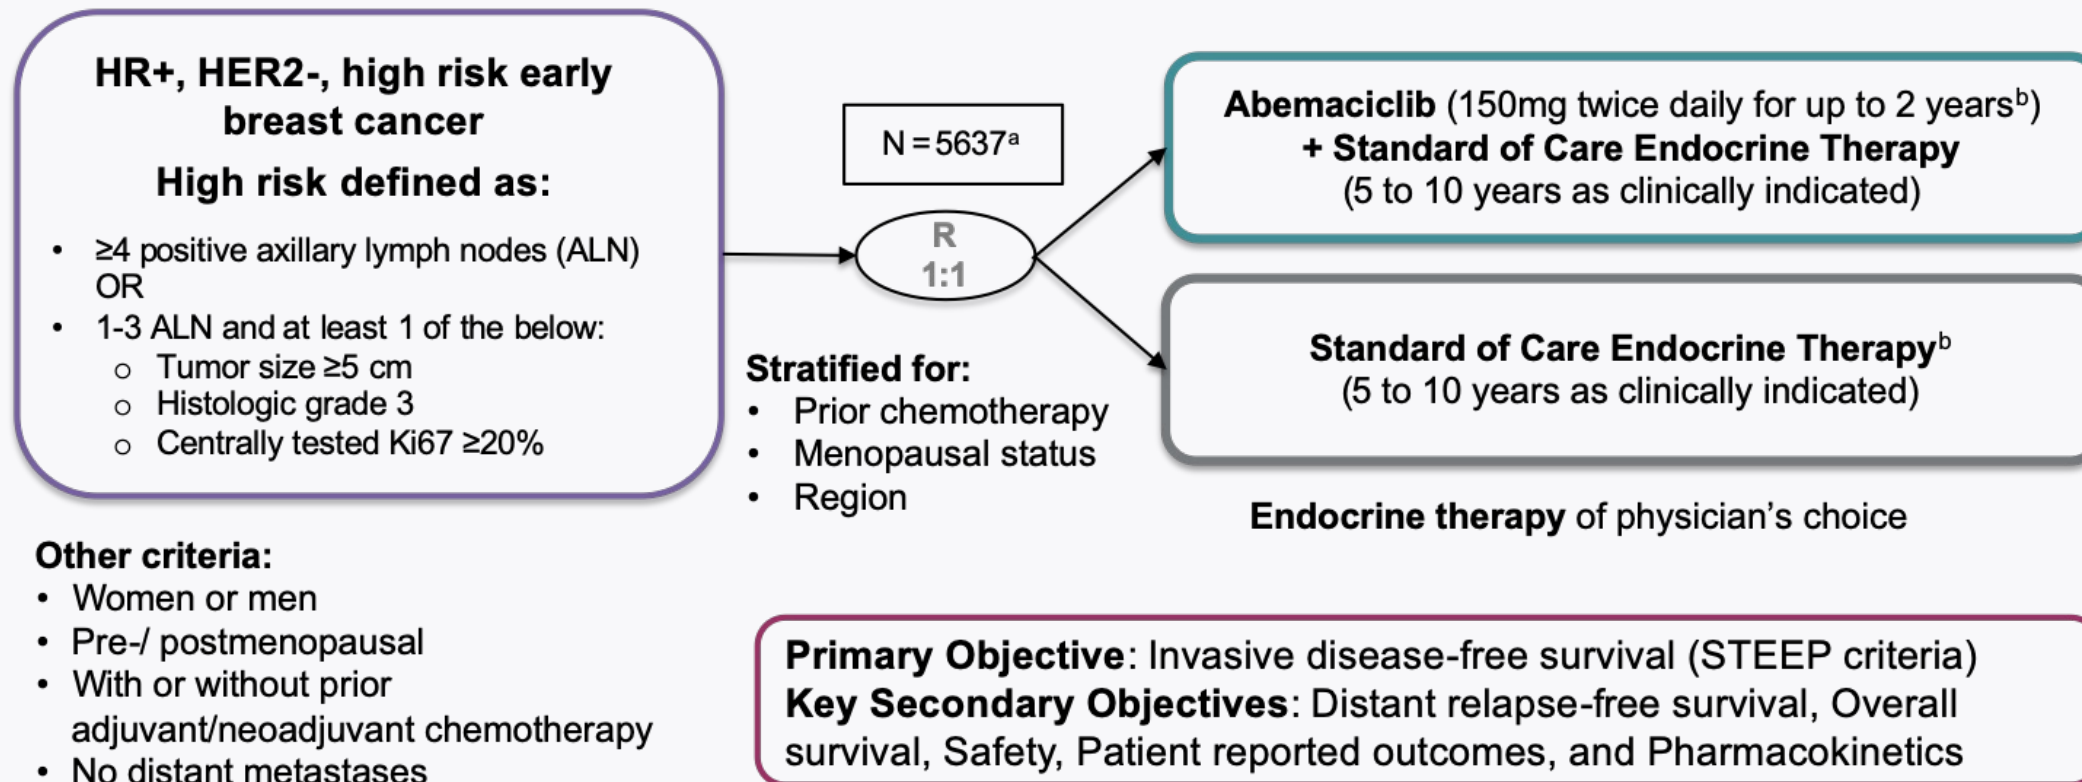 HR+, HER2-, high risk early
breast cancer
High risk defined as:
• ≥4 positive axillary lymph nodes (ALN)
OR
• 1-3 ALN and at least 1 of the below:
o Tumor size ≥5 cm
o Histologic grade 3
o Centrally tested Ki67 ≥20%
Other criteria:
• Women or men
• Pre-/ postmenopausal
• With or without prior
adjuvant/neoadjuvant chemotherapy
• No distant metastases
N = 5637ᵃ
R
1:1
Stratified for:
• Prior chemotherapy
• Menopausal status
• Region
Abemaciclib (150mg twice daily for up to 2 yearsᵇ)
+ Standard of Care Endocrine Therapy
(5 to 10 years as clinically indicated)
Standard of Care Endocrine Therapyᵇ
(5 to 10 years as clinically indicated)
Endocrine therapy of physician’s choice
Primary Objective: Invasive disease-free survival (STEEP criteria)
Key Secondary Objectives: Distant relapse-free survival, Overall
survival, Safety, Patient reported outcomes, and Pharmacokinetics